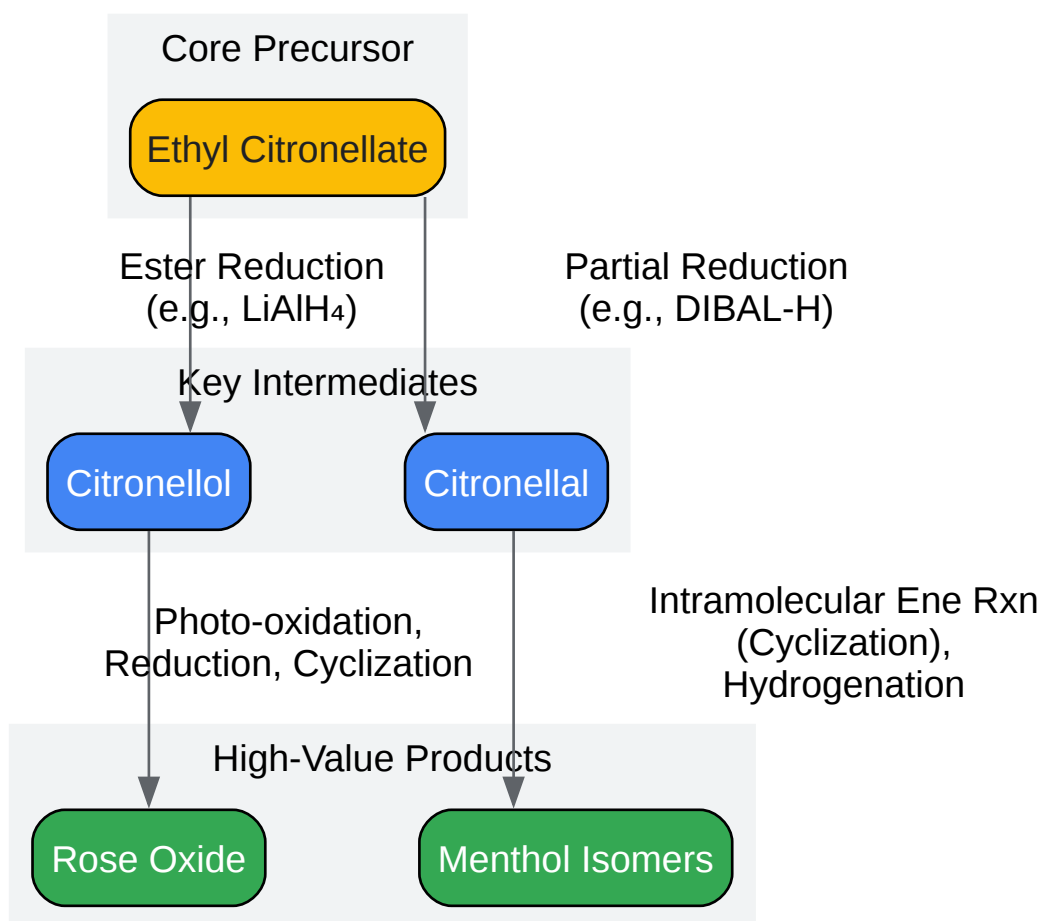 Core Precursor
Ethyl Citronellate
Ester Reduction
(e.g., LiAlH₄)
Partial Reduction
(e.g., DIBAL-H)
Key Intermediates
Citronellol
Citronellal
Photo-oxidation,
Reduction, Cyclization
Intramolecular Ene Rxn
(Cyclization),
Hydrogenation
High-Value Products
Rose Oxide
Menthol Isomers